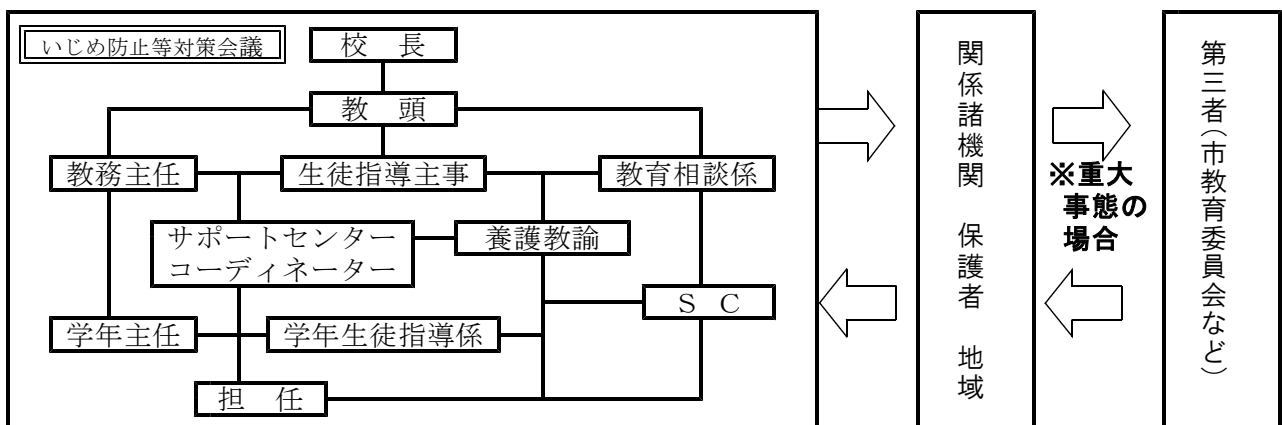 いじめ防止等対策会議
校　長
教　頭
教務主任
生徒指導主事
教育相談係
サポートセンター
コーディネーター
養護教諭
Ｓ　Ｃ
学年主任
学年生徒指導係
担　任
関係諸機関　保護者　地域
※重大
事態の
場合
第三者（市教育委員会など）